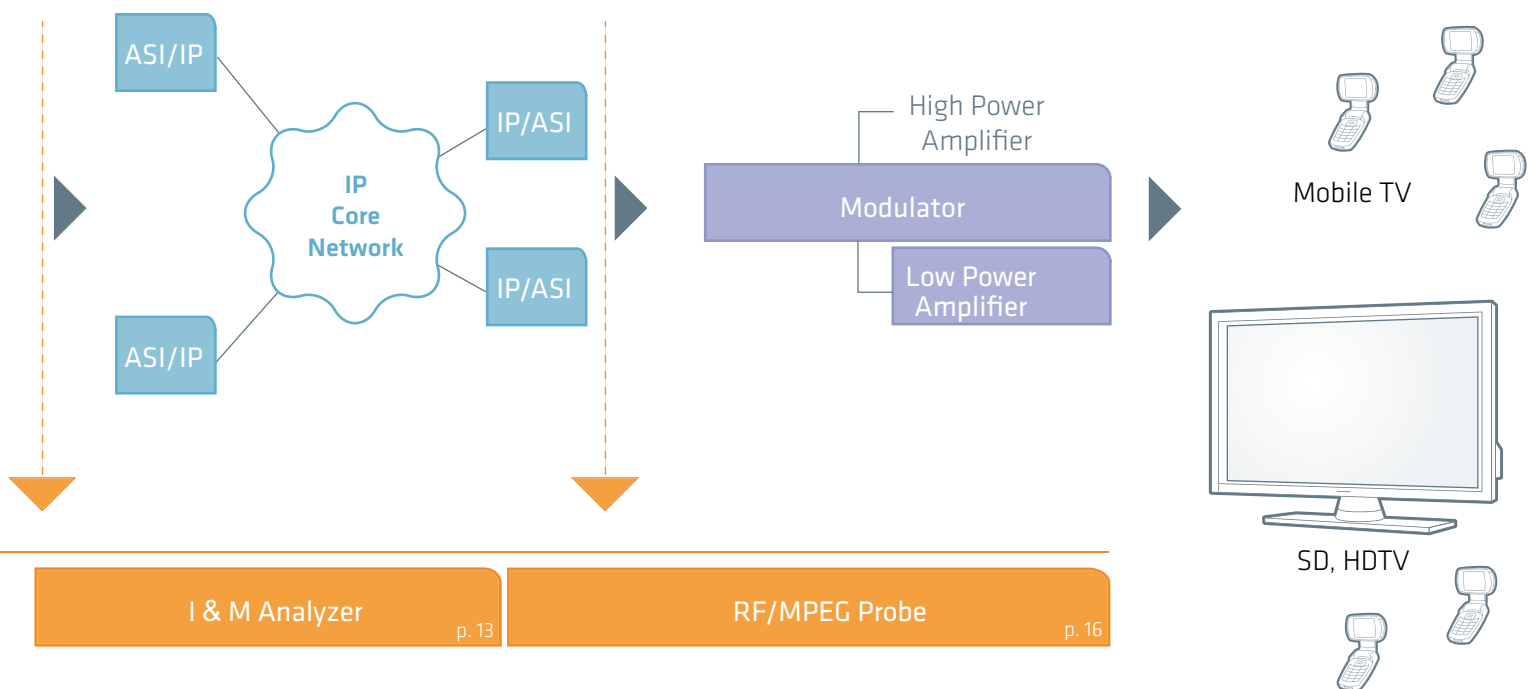 ASI/IP
IP/ASI
IP
Core
Network
IP/ASI
ASI/IP
High Power
Amplifier
Modulator
Low Power
Amplifier
Mobile TV
SD, HDTV
I & M Analyzer
p. 13
RF/MPEG Probe
p. 16